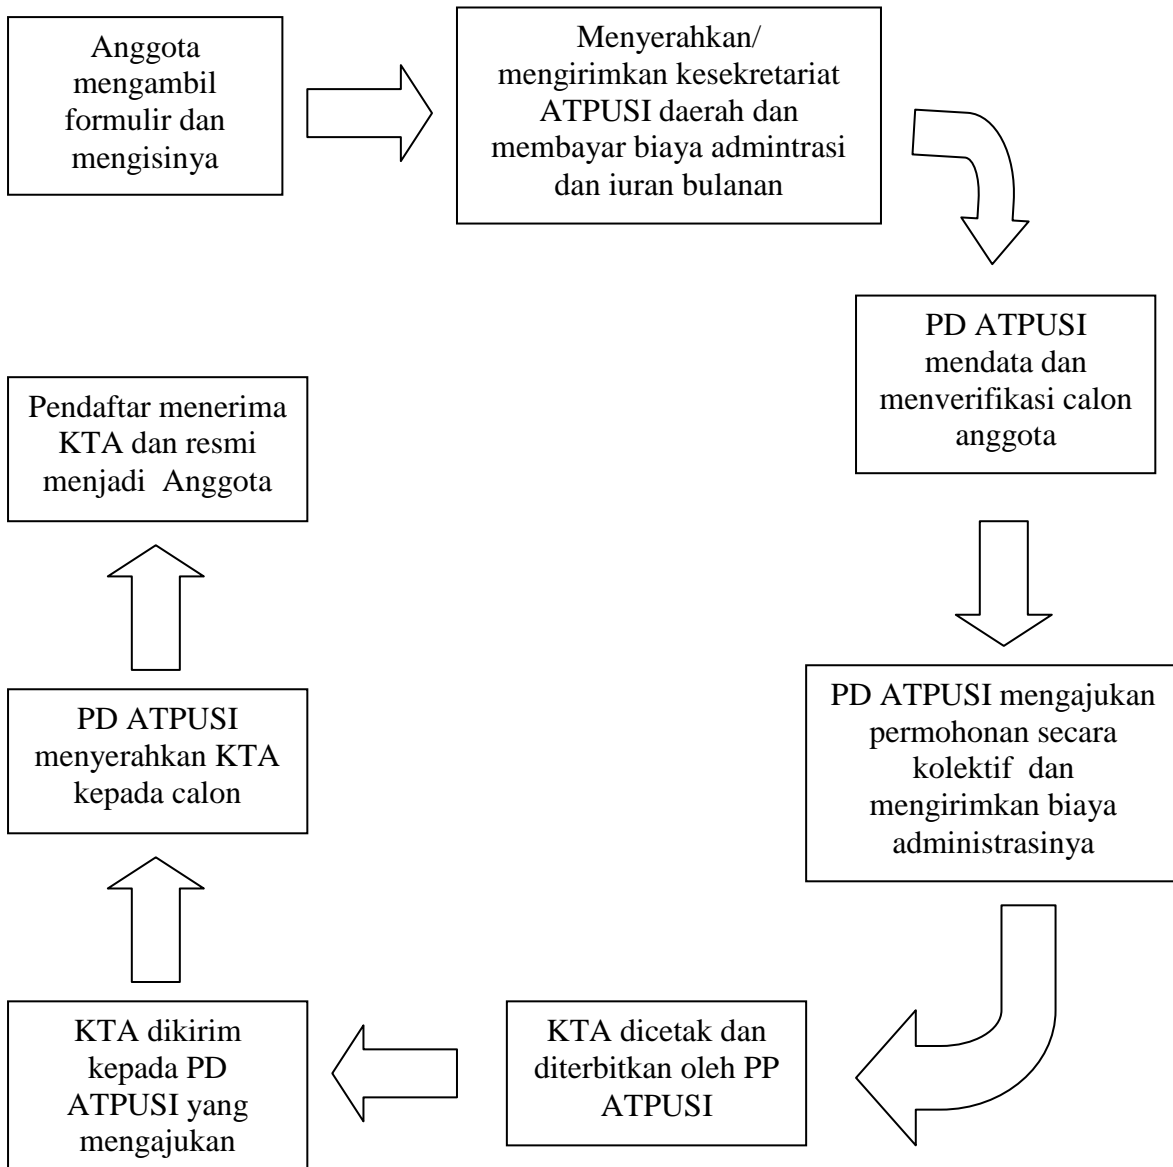 Anggota
mengambil
formulir dan
mengisinya
Menyerahkan/
mengirimkan kesekretariat
ATPUSI daerah dan
membayar biaya admintrasi
dan iuran bulanan
PD ATPUSI
mendata dan
menverifikasi calon
anggota
PD ATPUSI mengajukan
permohonan secara
kolektif dan
mengirimkan biaya
administrasinya
KTA dicetak dan
diterbitkan oleh PP
ATPUSI
KTA dikirim
kepada PD
ATPUSI yang
mengajukan
PD ATPUSI
menyerahkan KTA
kepada calon
Pendaftar menerima
KTA dan resmi
menjadi Anggota